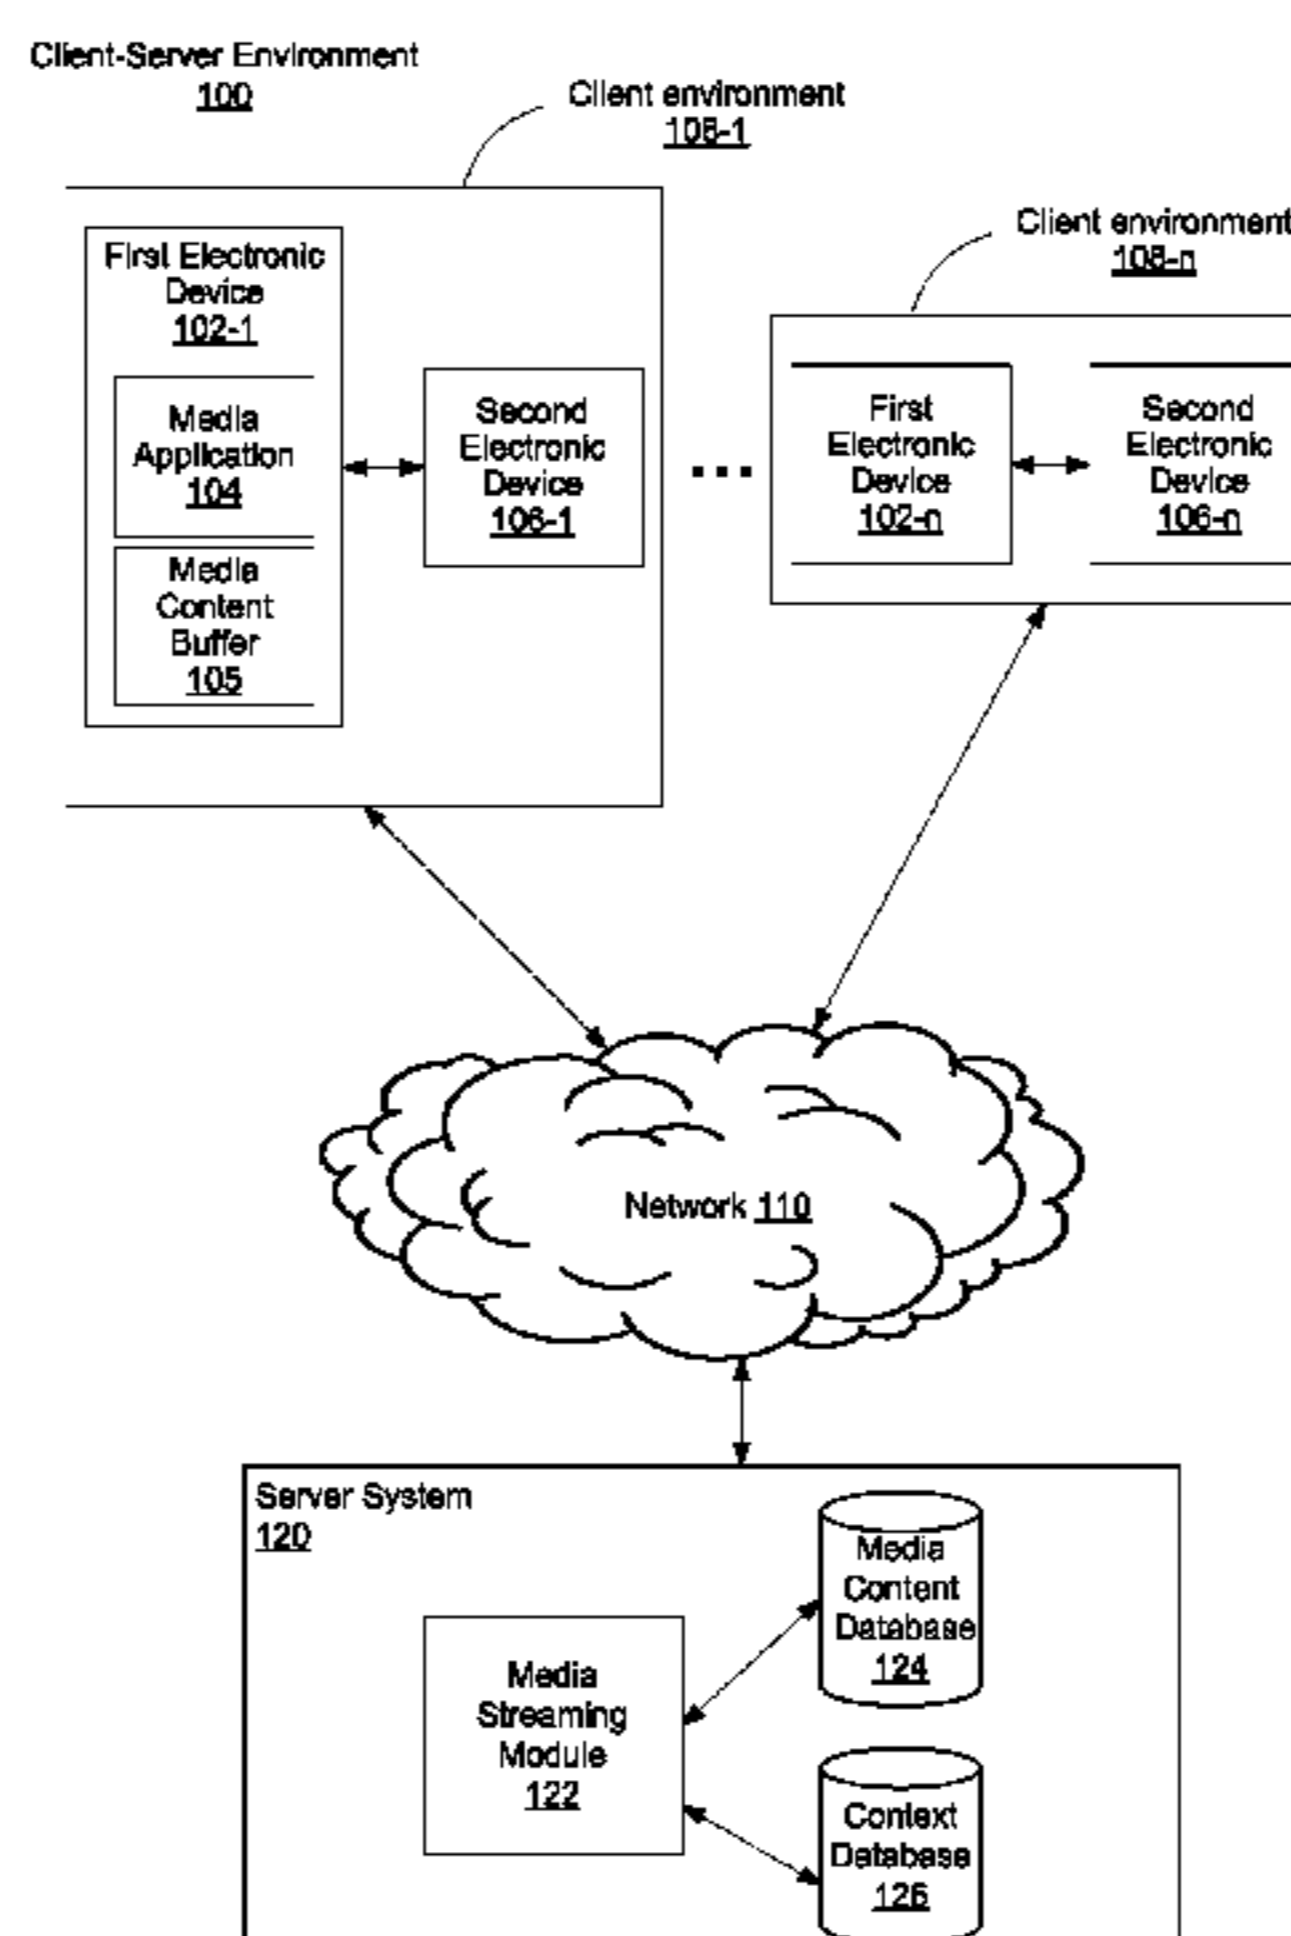 Client-Server Environment
100
Client environment
108-1
Client environment
108-n
First Electronic
Device
102-1
Media
Application
104
Media
Content
Buffer
105
Second
Electronic
Device
106-1
...
First
Electronic
Device
102-n
Second
Electronic
Device
106-n
Network 110
Server System
120
Media
Streaming
Module
122
Media
Content
Database
124
Context
Database
126